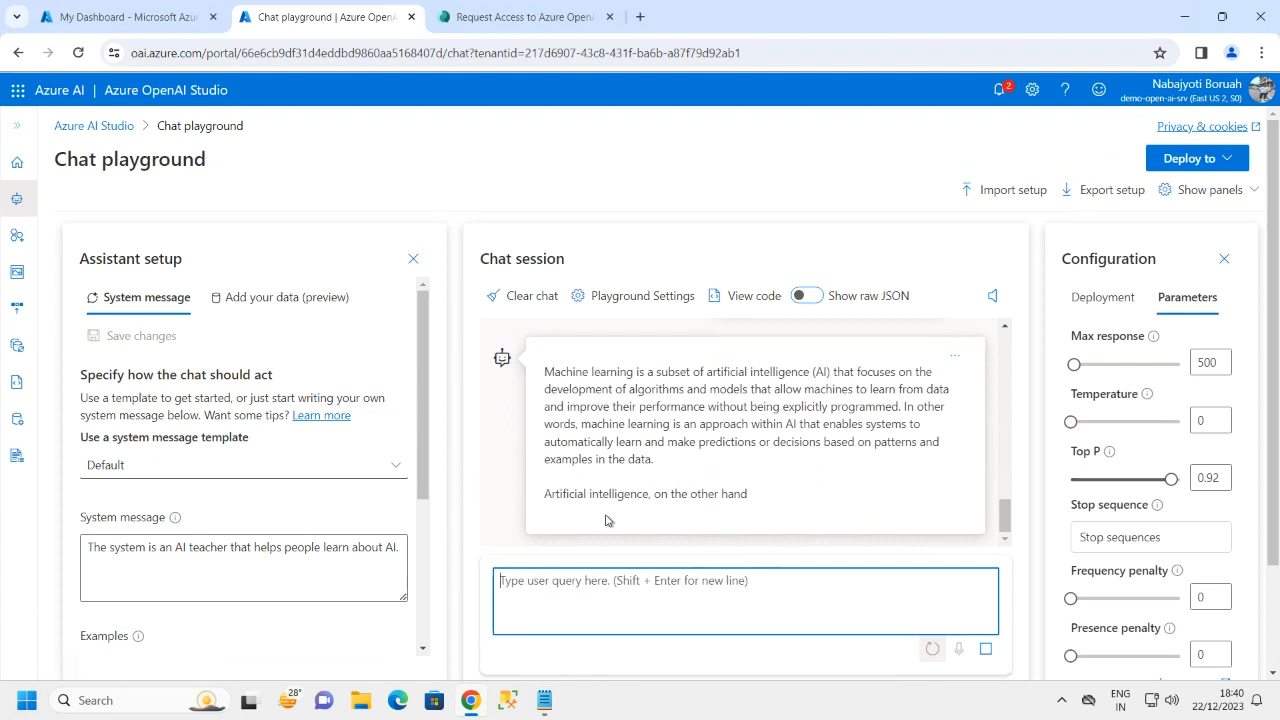 My Dashboard - Microsoft Azure
Chat playground | Azure OpenA
Request Access to Azure OpenA
oai.azure.com/portal/66e6cb9df31d4eddbd9860aa5168407d/chat?tenantid=217d6907-43c8-431f-ba6b-a87f79d92ab1
Azure AI | Azure OpenAI Studio
2
Nabajyoti Boruah
demo-open-ai-srv (East US 2, S0)
Azure AI Studio > Chat playground
Privacy & cookies
Chat playground
Deploy to
Import setup
Export setup
Show panels
Assistant setup
System message
Add your data (preview)
Save changes
Specify how the chat should act
Use a template to get started, or just start writing your own
system message below. Want some tips? Learn more
Use a system message template
Default
System message
The system is an AI teacher that helps people learn about AI.
Examples
Chat session
Clear chat
Playground Settings
View code
Show raw JSON
Machine learning is a subset of artificial intelligence (AI) that focuses on the
development of algorithms and models that allow machines to learn from data
and improve their performance without being explicitly programmed. In other
words, machine learning is an approach within AI that enables systems to
automatically learn and make predictions or decisions based on patterns and
examples in the data.
Artificial intelligence, on the other hand
Type user query here. (Shift + Enter for new line)
Configuration
Deployment
Parameters
Max response
500
Temperature
0
Top P
0.92
Stop sequence
Stop sequences
Frequency penalty
0
Presence penalty
0
Search
28°
ENG
IN
18:40
22/12/2023